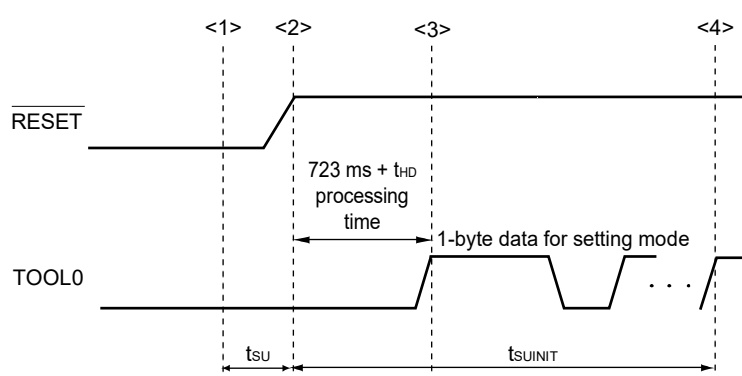 <1> <2> <3> <4>
RESET
723 ms + tHD
processing
time
1-byte data for setting mode
TOOL0
. . .
tSU tSUINIT